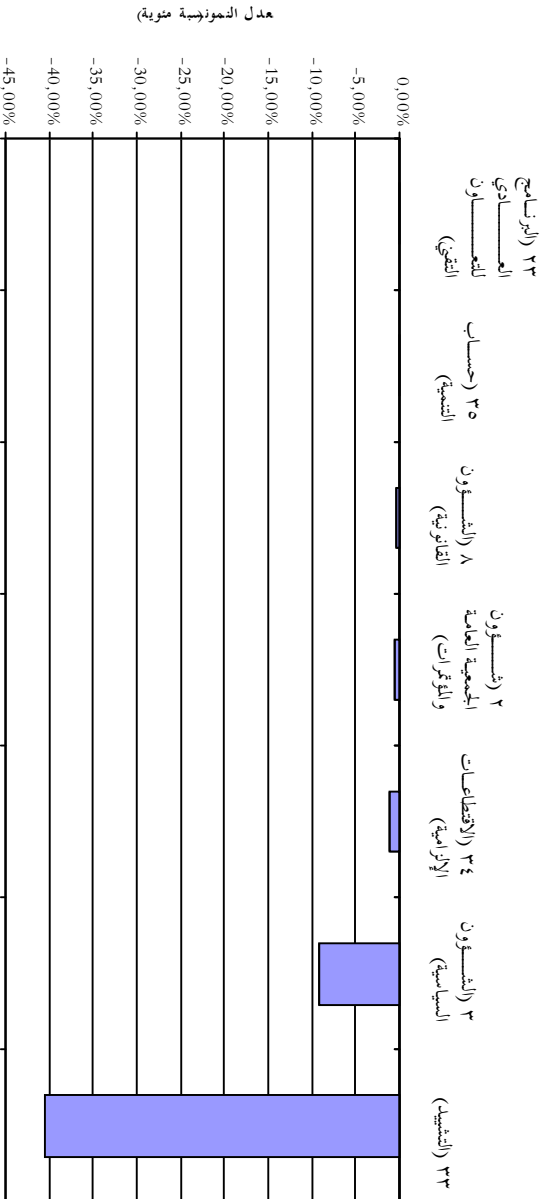 عدل النمونسبة مئوية)
0,00%
-5,00%
-10,00%
-15,00%
-20,00%
-25,00%
-30,00%
-35,00%
-40,00%
-45,00%
٢٣ (البرنامج
العادي
للتعاون
التقني)
٣٥ (حساب
التنمية)
٨ (الشؤون
القانونية)
٢ (شؤون
الجمعية العامة
والمؤتمرات)
٣٤ (الاقتطاعات
الإلزامية)
٣ (الشؤون
السياسية)
٣٣ (التشييد)